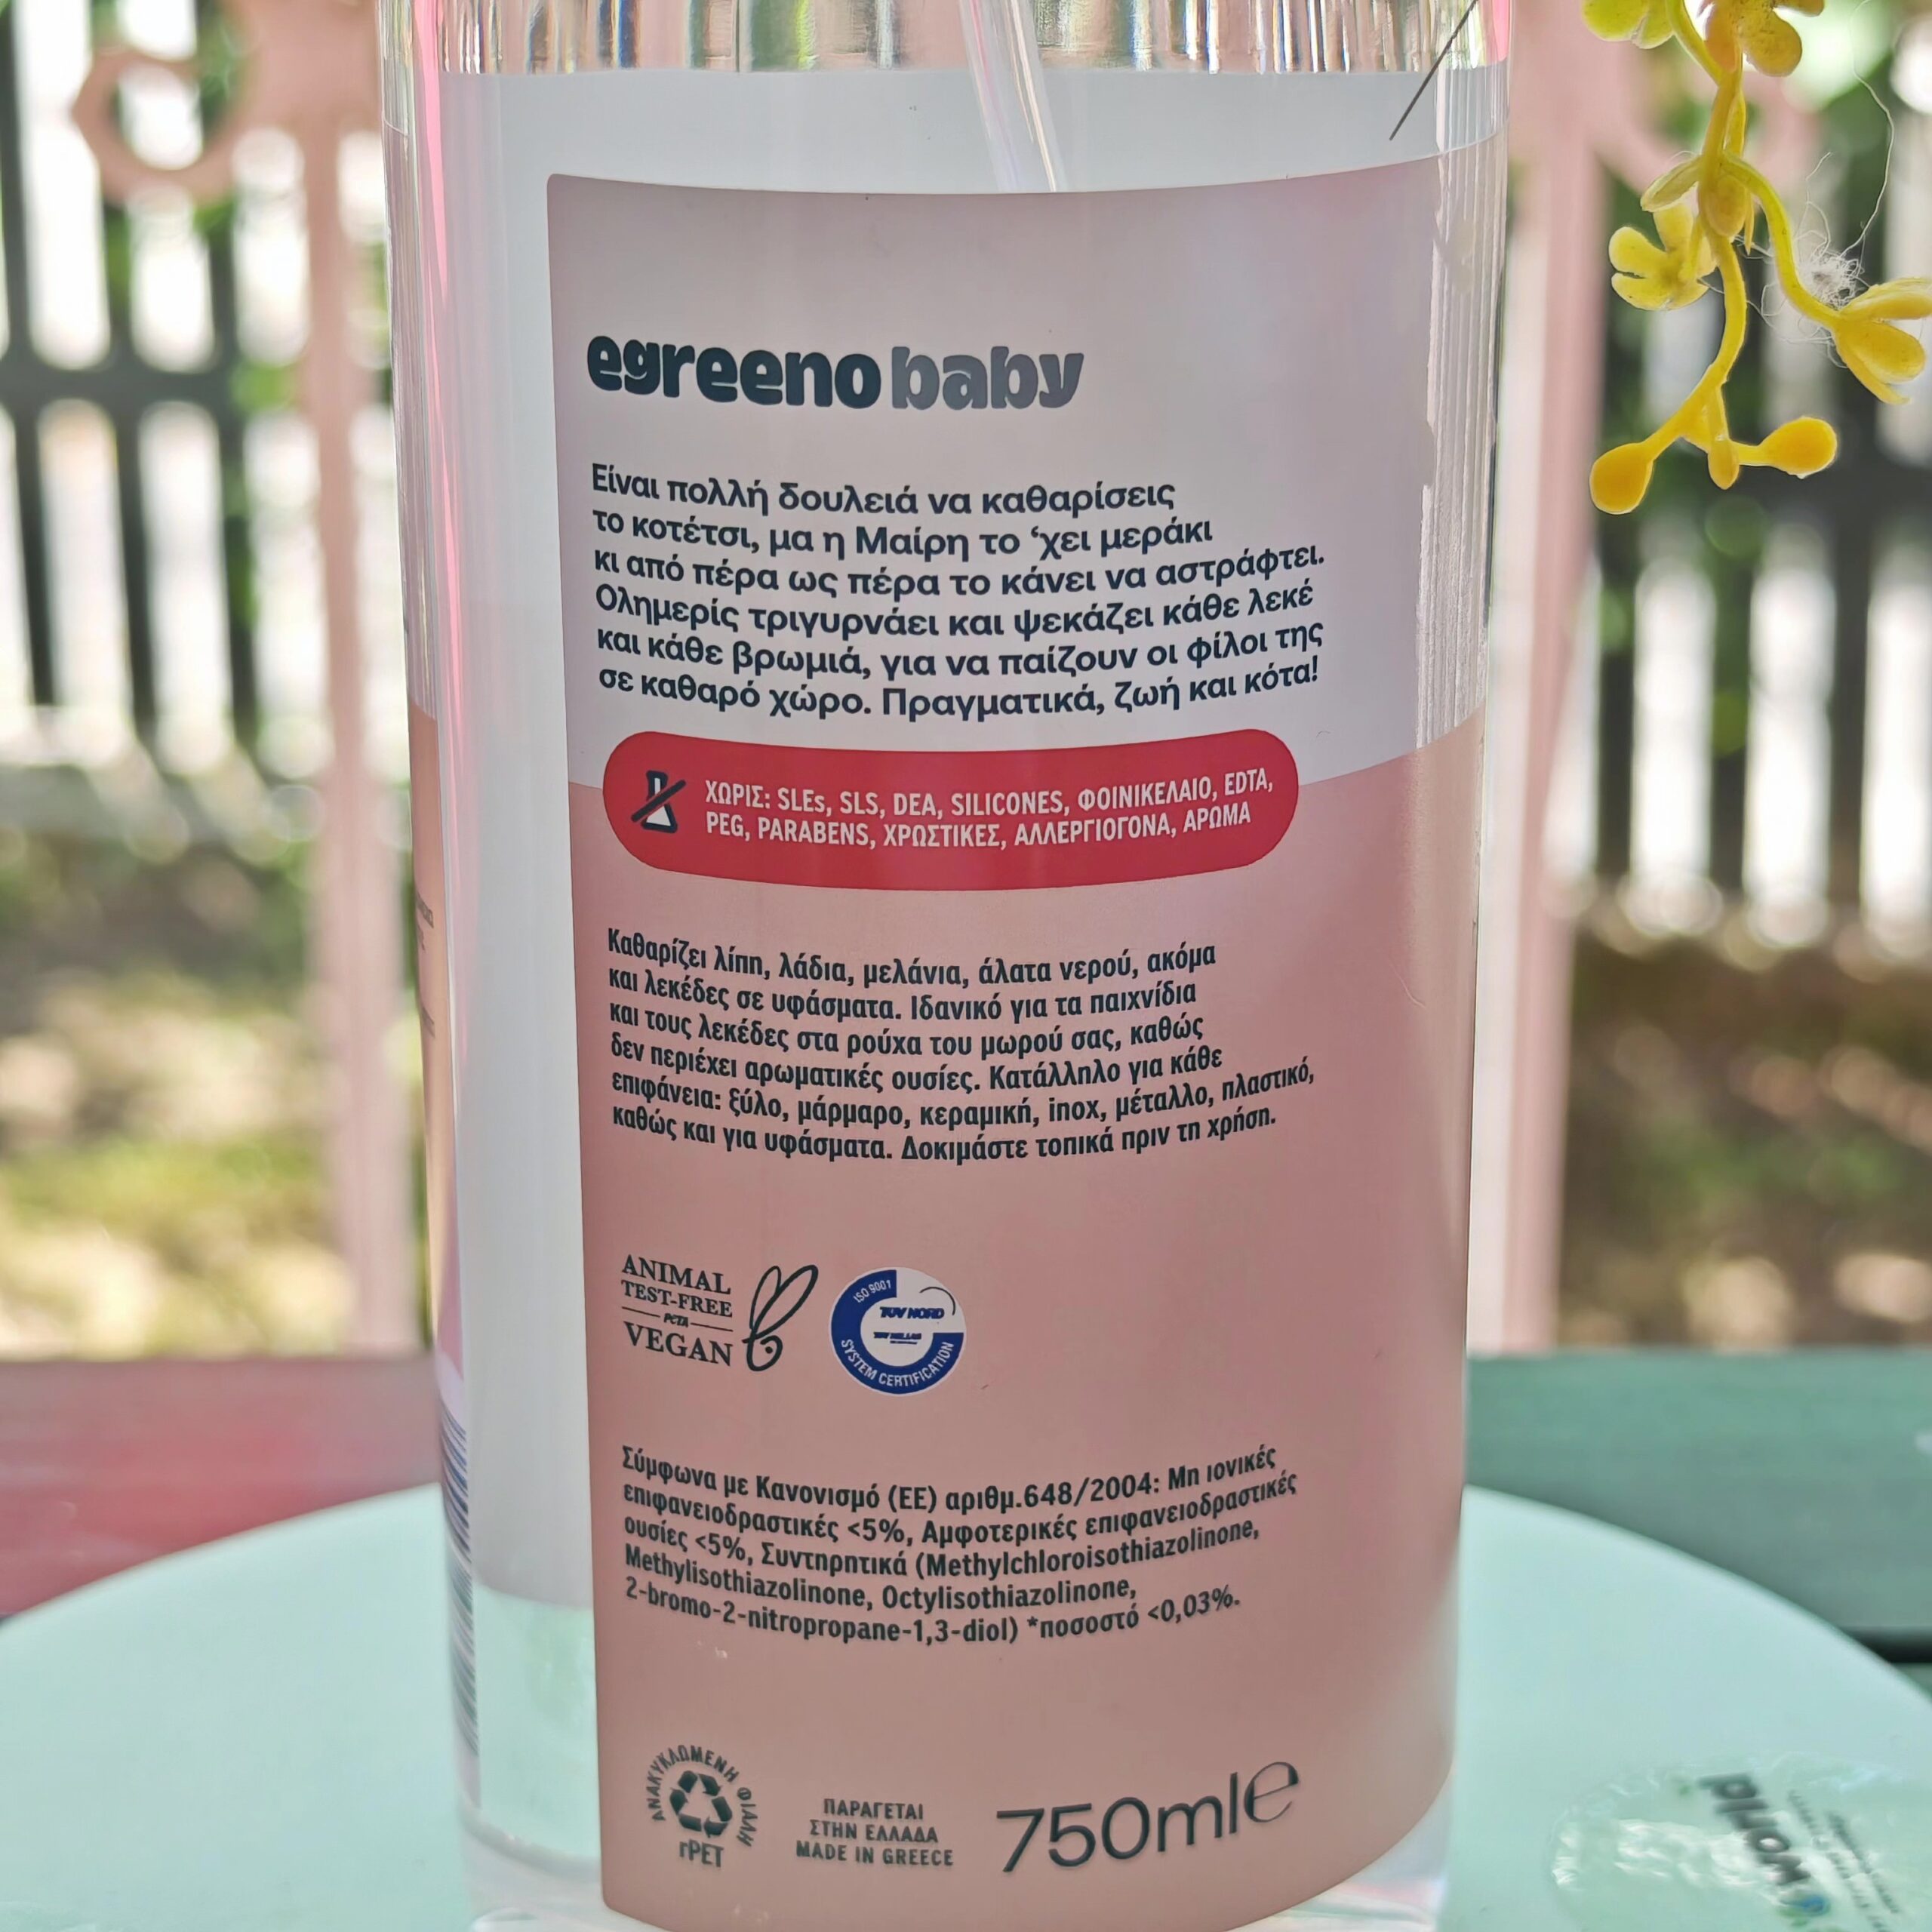 egreeno baby
Είναι πολλή δουλειά να καθαρίσεις
το κοτέτσι, μα η Μαίρη το ‘χει μεράκι
κι από πέρα ως πέρα το κάνει να αστράφτει.
Ολημερίς τριγυρνάει και ψεκάζει κάθε λεκέ
και κάθε βρωμιά, για να παίζουν οι φίλοι της
σε καθαρό χώρο. Πραγματικά, ζωή και κότα!
ΧΩΡΙΣ: SLEs, SLS, DEA, SILICONES, ΦΟΙΝΙΚΕΛΑΙΟ, EDTA,
PEG, PARABENS, ΧΡΩΣΤΙΚΕΣ, ΑΛΛΕΡΓΙΟΓΟΝΑ, ΑΡΩΜΑ
Καθαρίζει λίπη, λάδια, μελάνια, άλατα νερού, ακόμα
και λεκέδες σε υφάσματα. Ιδανικό για τα παιχνίδια
και τους λεκέδες στα ρούχα του μωρού σας, καθώς
δεν περιέχει αρωματικές ουσίες. Κατάλληλο για κάθε
επιφάνεια: ξύλο, μάρμαρο, κεραμική, inox, μέταλλο, πλαστικό,
καθώς και για υφάσματα. Δοκιμάστε τοπικά πριν τη χρήση.
ANIMAL
TEST-FREE
PETA
VEGAN
ISO 9001
TUV NORD
SYSTEM CERTIFICATION
Σύμφωνα με Κανονισμό (ΕΕ) αριθμ.648/2004: Μη ιονικές
επιφανειοδραστικές <5%, Αμφοτερικές επιφανειοδραστικές
ουσίες <5%, Συντηρητικά (Methylchloroisothiazolinone,
Methylisothiazolinone, Octylisothiazolinone,
2-bromo-2-nitropropane-1,3-diol) *ποσοστό <0,03%.
ΑΝΑΚΥΚΛΩΜΕΝΗ ΦΙΑΛΗ
rPET
ΠΑΡΑΓΕΤΑΙ
ΣΤΗΝ ΕΛΛΑΔΑ
MADE IN GREECE
750ml e
World